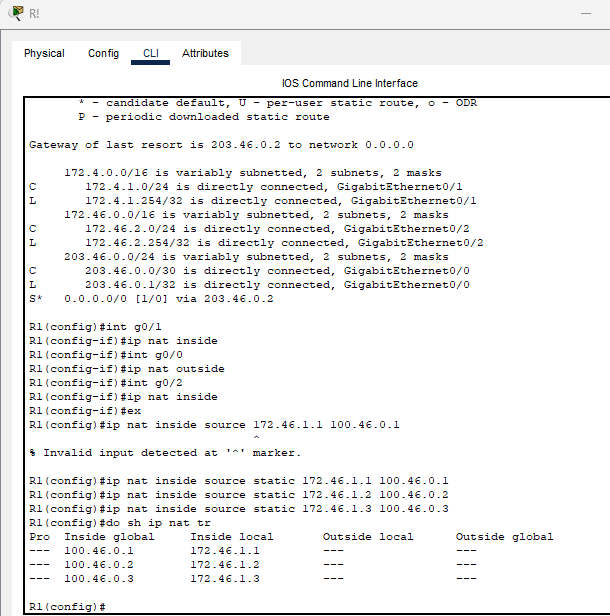 R!
Physical Config CLI Attributes
IOS Command Line Interface
* - candidate default, U - per-user static route, o - ODR
P - periodic downloaded static route
Gateway of last resort is 203.46.0.2 to network 0.0.0.0
172.4.0.0/16 is variably subnetted, 2 subnets, 2 masks
C 172.4.1.0/24 is directly connected, GigabitEthernet0/1
L 172.4.1.254/32 is directly connected, GigabitEthernet0/1
172.46.0.0/16 is variably subnetted, 2 subnets, 2 masks
C 172.46.2.0/24 is directly connected, GigabitEthernet0/2
L 172.46.2.254/32 is directly connected, GigabitEthernet0/2
203.46.0.0/24 is variably subnetted, 2 subnets, 2 masks
C 203.46.0.0/30 is directly connected, GigabitEthernet0/0
L 203.46.0.1/32 is directly connected, GigabitEthernet0/0
S* 0.0.0.0/0 [1/0] via 203.46.0.2
R1(config)#int g0/1
R1(config-if)#ip nat inside
R1(config-if)#int g0/0
R1(config-if)#ip nat outside
R1(config-if)#int g0/2
R1(config-if)#ip nat inside
R1(config-if)#ex
R1(config)#ip nat inside source 172.46.1.1 100.46.0.1
^
% Invalid input detected at '^' marker.
R1(config)#ip nat inside source static 172.46.1.1 100.46.0.1
R1(config)#ip nat inside source static 172.46.1.2 100.46.0.2
R1(config)#ip nat inside source static 172.46.1.3 100.46.0.3
R1(config)#do sh ip nat tr
Pro Inside global Inside local Outside local Outside global
--- 100.46.0.1 172.46.1.1 --- ---
--- 100.46.0.2 172.46.1.2 --- ---
--- 100.46.0.3 172.46.1.3 --- ---
R1(config)#